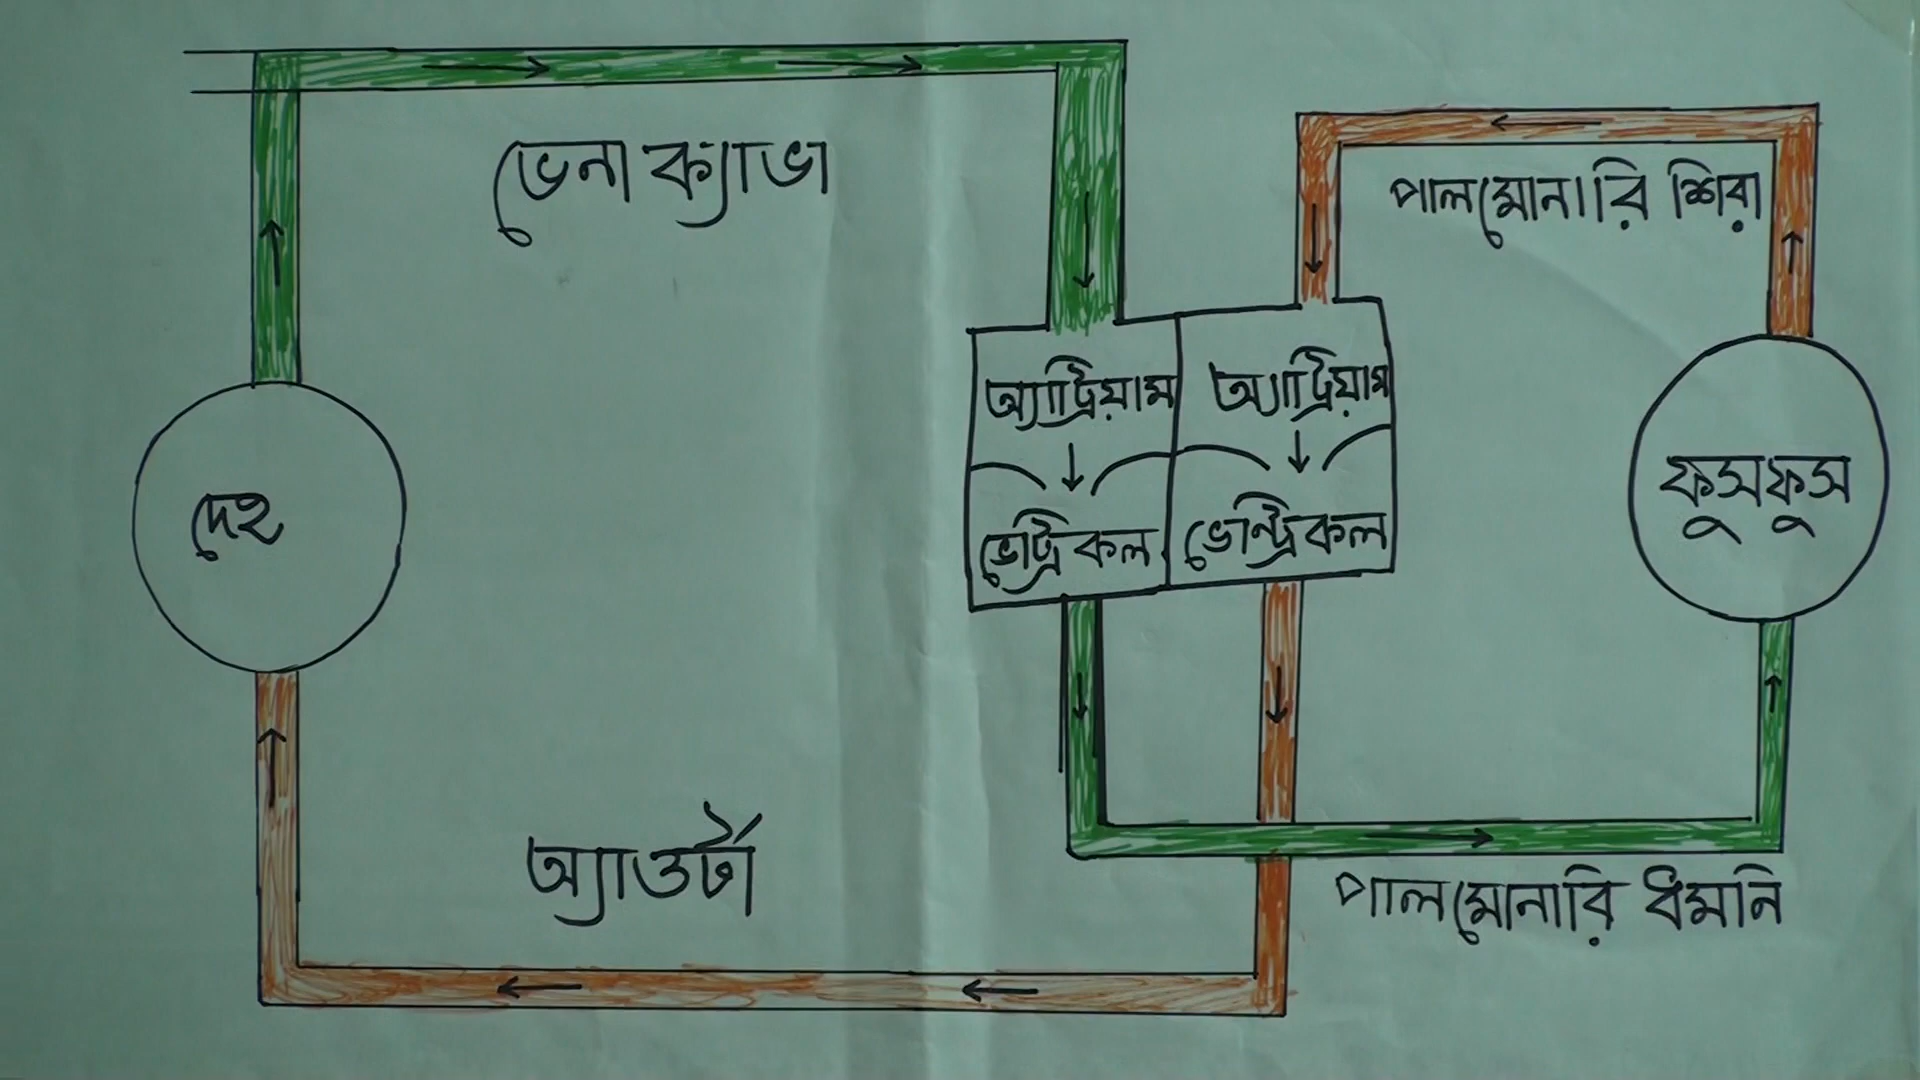 ভেনা ক্যাভা
পালমোনারি শিরা
অ্যাট্রিয়াম
অ্যাট্রিয়াম
দেহ
ভেট্রিকল
ভেন্ট্রিকল
ফুসফুস
অ্যাওর্টা
পালমোনারি ধমনি